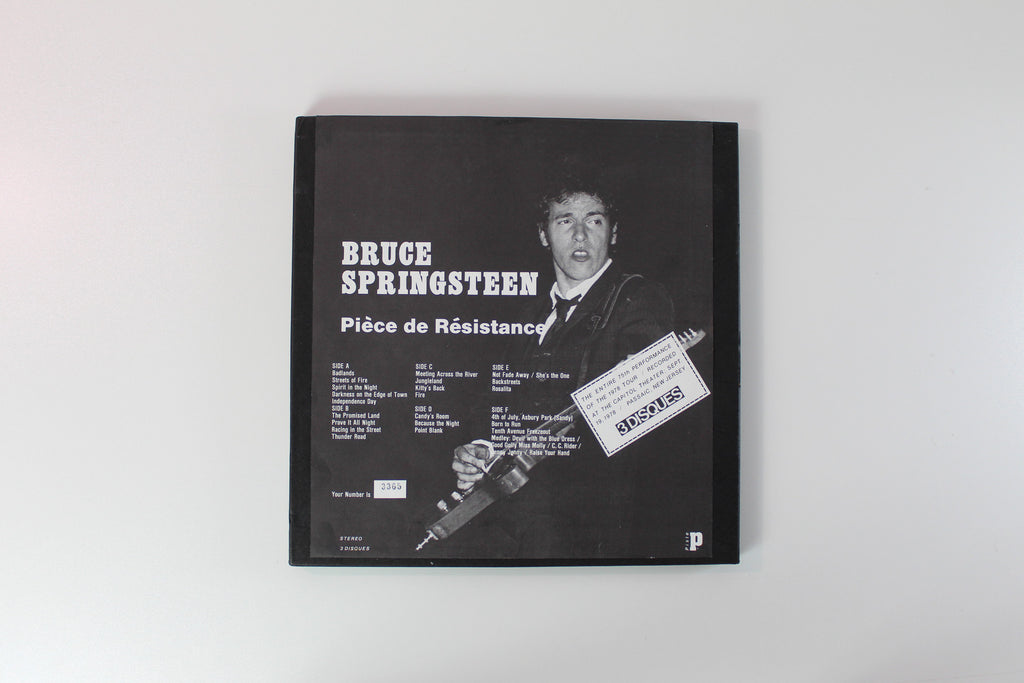 BRUCE
SPRINGSTEEN
Pièce de Résistance
SIDE A
Badlands
Streets of Fire
Spirit in the Night
Darkness on the Edge of Town
Independence Day
SIDE B
The Promised Land
Prove It All Night
Racing in the Street
Thunder Road
SIDE C
Meeting Across the River
Jungleland
Kitty's Back
Fire
SIDE D
Candy's Room
Because the Night
Point Blank
SIDE E
Not Fade Away / She's the One
Backstreets
Rosalita
SIDE F
4th of July, Asbury Park (Sandy)
Born to Run
Tenth Avenue Freezeout
Medley: Devil with the Blue Dress /
Good Golly Miss Molly / C.C. Rider /
Jenny Jenny / Raise Your Hand
THE ENTIRE 75th PERFORMANCE
OF THE 1978 TOUR RECORDED
AT THE CAPITOL THEATER, SEPT
19, 1978 / PASSAIC, NEW JERSEY
3 DISQUES
Your Number Is 3365
STEREO
3 DISQUES
P